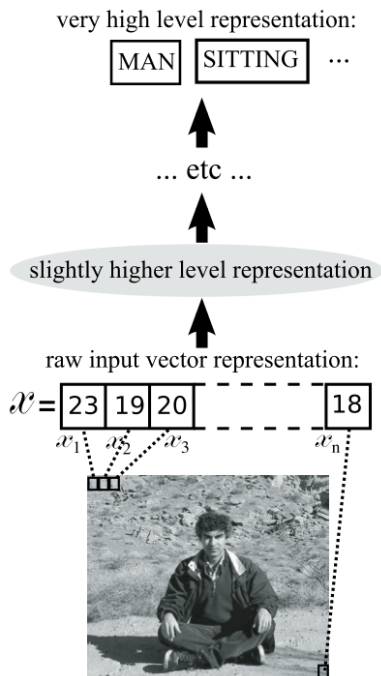 very high level representation:
MAN SITTING ...
... etc ...
slightly higher level representation
raw input vector representation:
x = 23 19 20 18
x1 x2 x3 xn